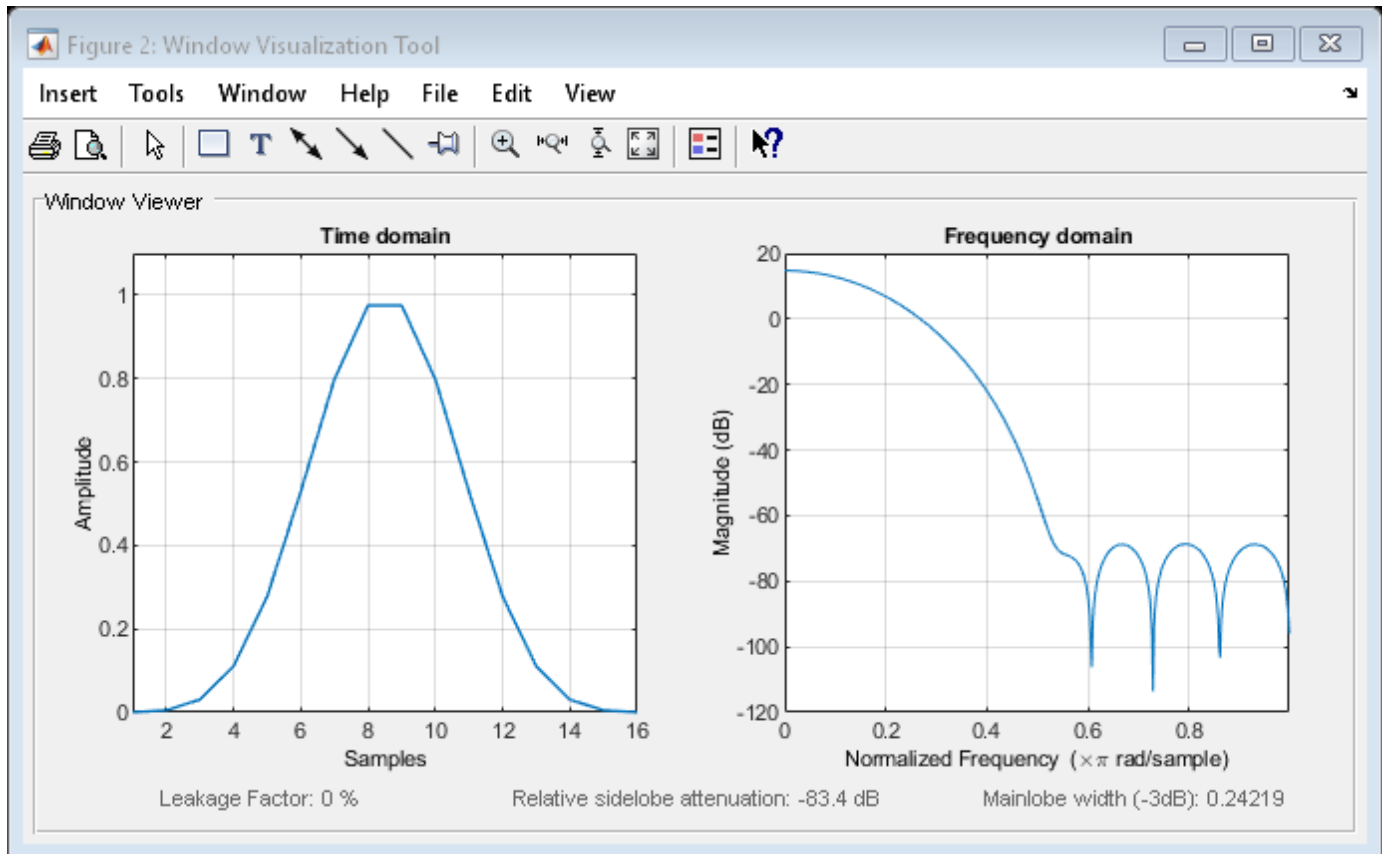 Figure 2: Window Visualization Tool
Insert Tools Window Help File Edit View
T
?
Window Viewer
Time domain
1
0.8
0.6
0.4
0.2
0
Amplitude
2 4 6 8 10 12 14 16
Samples
Frequency domain
20
0
-20
-40
-60
-80
-100
-120
Magnitude (dB)
0 0.2 0.4 0.6 0.8
Normalized Frequency (×π rad/sample)
Leakage Factor: 0 % Relative sidelobe attenuation: -83.4 dB Mainlobe width (-3dB): 0.24219